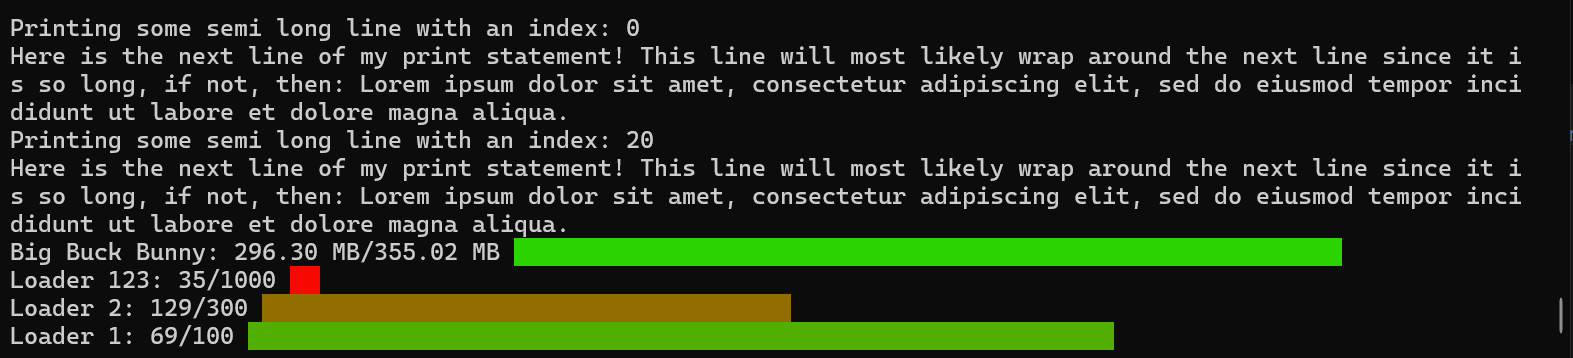 Printing some semi long line with an index: 0
Here is the next line of my print statement! This line will most likely wrap around the next line since it i
s so long, if not, then: Lorem ipsum dolor sit amet, consectetur adipiscing elit, sed do eiusmod tempor inci
didunt ut labore et dolore magna aliqua.
Printing some semi long line with an index: 20
Here is the next line of my print statement! This line will most likely wrap around the next line since it i
s so long, if not, then: Lorem ipsum dolor sit amet, consectetur adipiscing elit, sed do eiusmod tempor inci
didunt ut labore et dolore magna aliqua.
Big Buck Bunny: 296.30 MB/355.02 MB
Loader 123: 35/1000
Loader 2: 129/300
Loader 1: 69/100